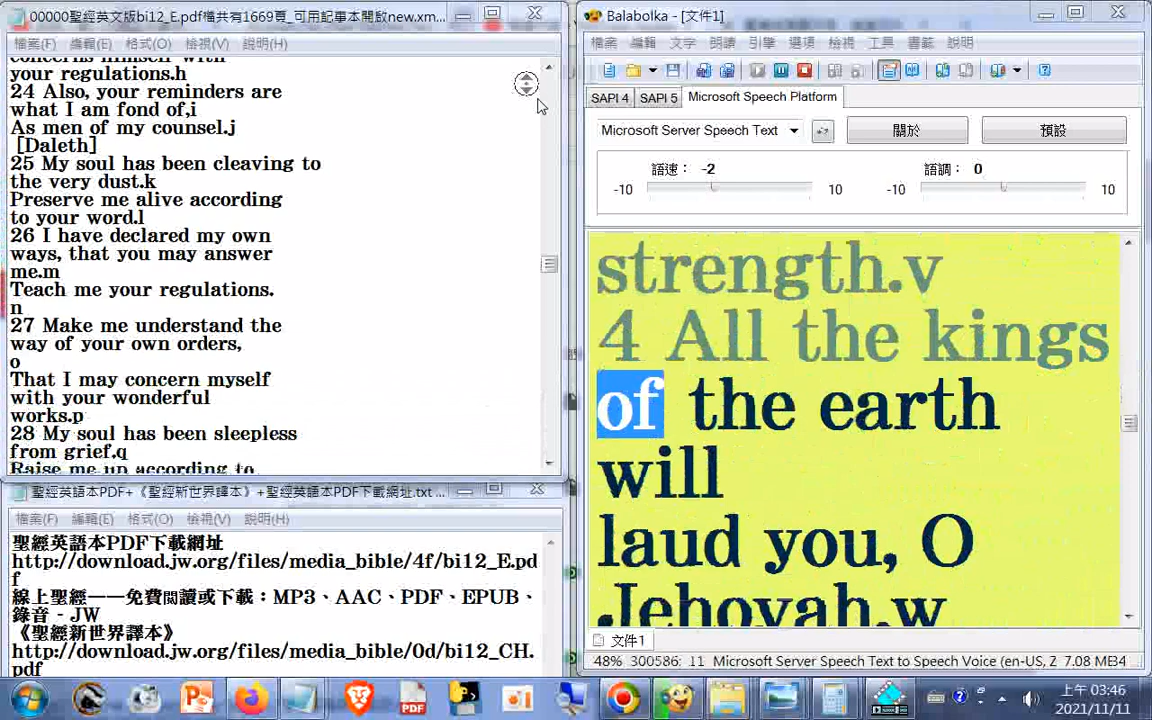 00000聖經英文版bi12_E.pdf檔共有1669頁_可用記事本開啟new.xm...
檔案(F) 編輯(E) 格式(O) 檢視(V) 說明(H)
concerns himself with
your regulations.h
24 Also, your reminders are
what I am fond of,i
As men of my counsel.j
[Daleth]
25 My soul has been cleaving to
the very dust.k
Preserve me alive according
to your word.l
26 I have declared my own
ways, that you may answer
me.m
Teach me your regulations.
n
27 Make me understand the
way of your own orders,
o
That I may concern myself
with your wonderful
works.p
28 My soul has been sleepless
from grief.q
Raise me up according to
聖經英語本PDF+《聖經新世界譯本》+聖經英語本PDF下載網址.txt ...
檔案(F) 編輯(E) 格式(O) 檢視(V) 說明(H)
聖經英語本PDF下載網址
http://download.jw.org/files/media_bible/4f/bi12_E.pd
f
線上聖經——免費閱讀或下載：MP3、AAC、PDF、EPUB、
錄音 - JW
《聖經新世界譯本》
http://download.jw.org/files/media_bible/0d/bi12_CH.
pdf
Balabolka - [文件1]
檔案 編輯 文字 朗讀 引擎 選項 檢視 工具 書籤 說明
SAPI 4 SAPI 5 Microsoft Speech Platform
Microsoft Server Speech Text 關於 預設
語速： -2 語調： 0
-10 10 -10 10
strength.v
4 All the kings
of the earth
will
laud you, O
Jehovah.w
文件1
48% 300586: 11 Microsoft Server Speech Text to Speech Voice (en-US, Z 7.08 MB34
上午 03:46
2021/11/11